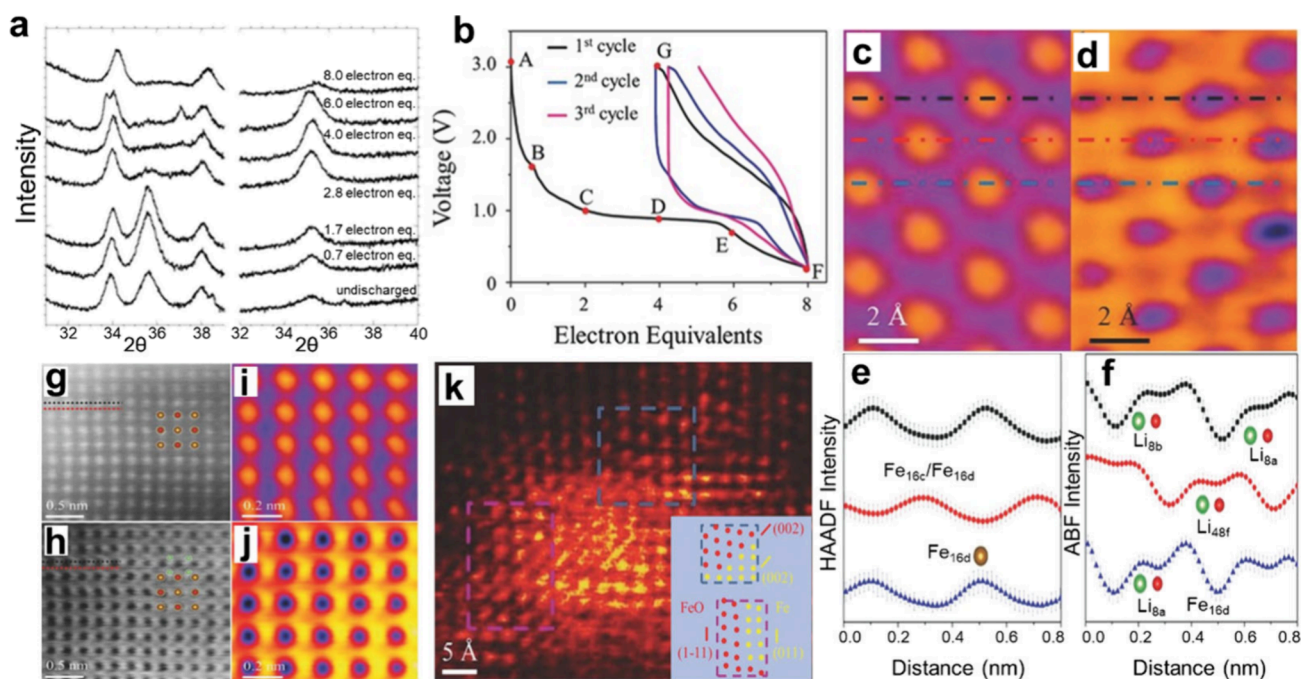 a
Intensity
8.0 electron eq.
6.0 electron eq.
4.0 electron eq.
2.8 electron eq.
1.7 electron eq.
0.7 electron eq.
undischarged
32 34 36 38 32 34 36 38 40
2θ 2θ
b
Voltage (V)
3.0
2.0
1.0
0
1st cycle
2nd cycle
3rd cycle
A
B
C
D
E
F
G
0 2 4 6 8
Electron Equivalents
c
2 Å
d
2 Å
g
0.5 nm
i
0.2 nm
h
0.5 nm
j
0.2 nm
k
5 Å
(002)
(002)
FeO Fe
(1-11) (011)
e
HAADF Intensity
Fe16c/Fe16d
Fe16d
0.0 0.2 0.4 0.6 0.8
Distance (nm)
f
ABF Intensity
Li8b
Li8a
Li48f
Li8a
Fe16d
0.0 0.2 0.4 0.6 0.8
Distance (nm)